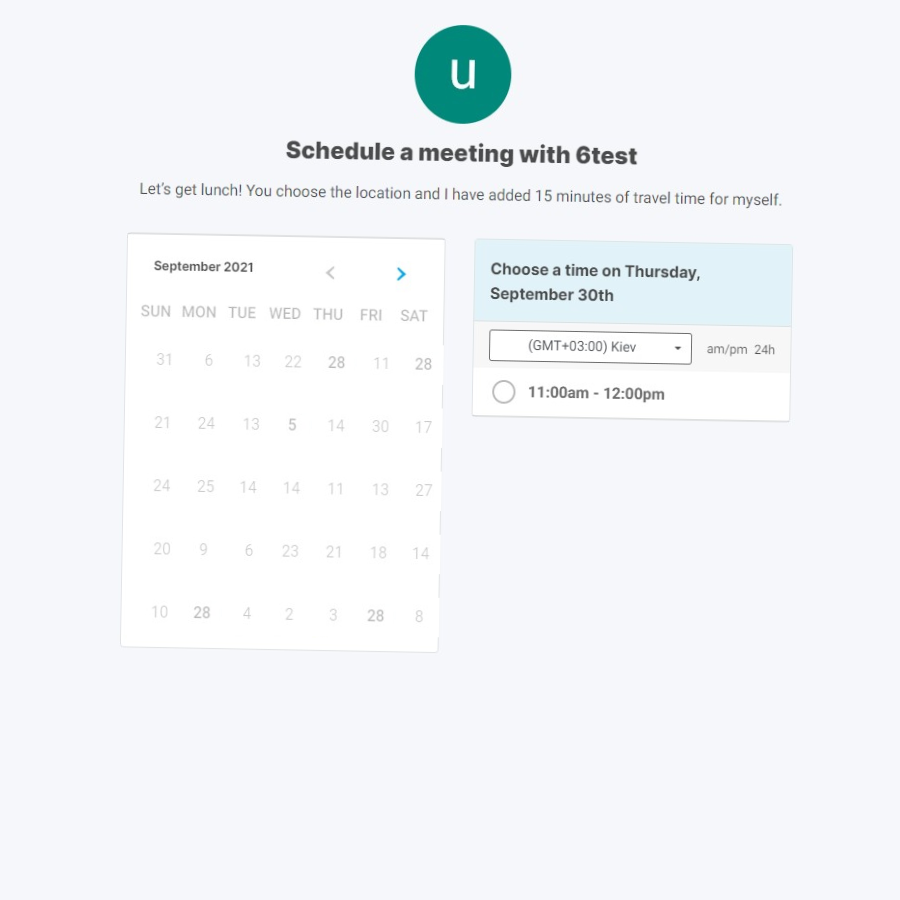 u
Schedule a meeting with 6test
Let's get lunch! You choose the location and I have added 15 minutes of travel time for myself.
September 2021
SUN MON TUE WED THU FRI SAT
31 6 13 22 28 11 28
21 24 13 5 14 30 17
24 25 14 14 11 13 27
20 9 6 23 21 18 14
10 28 4 2 3 28 8
Choose a time on Thursday,
September 30th
(GMT+03:00) Kiev am/pm 24h
11:00am - 12:00pm